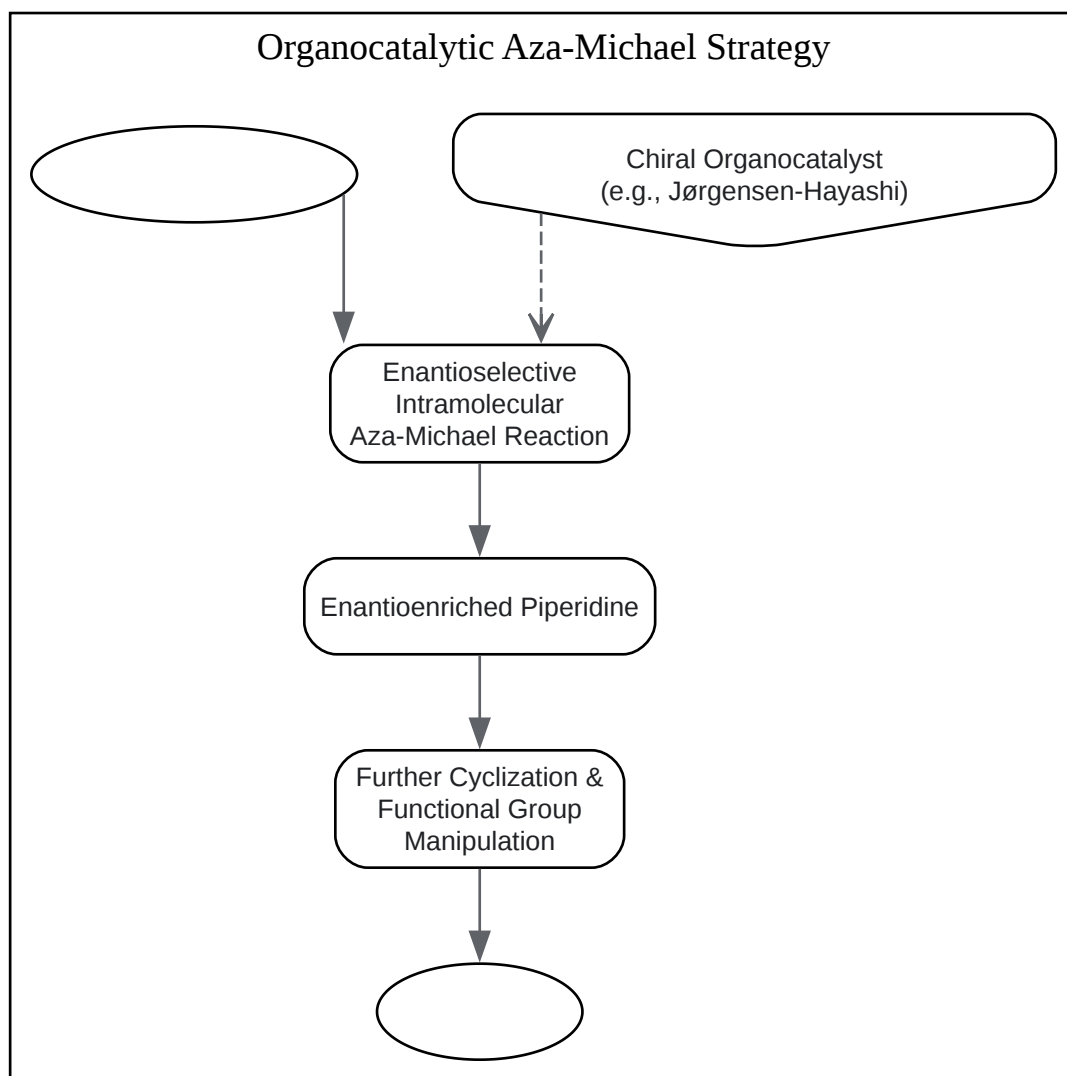 Organocatalytic Aza-Michael Strategy
Chiral Organocatalyst
(e.g., Jørgensen-Hayashi)
Enantioselective
Intramolecular
Aza-Michael Reaction
Enantioenriched Piperidine
Further Cyclization &
Functional Group
Manipulation